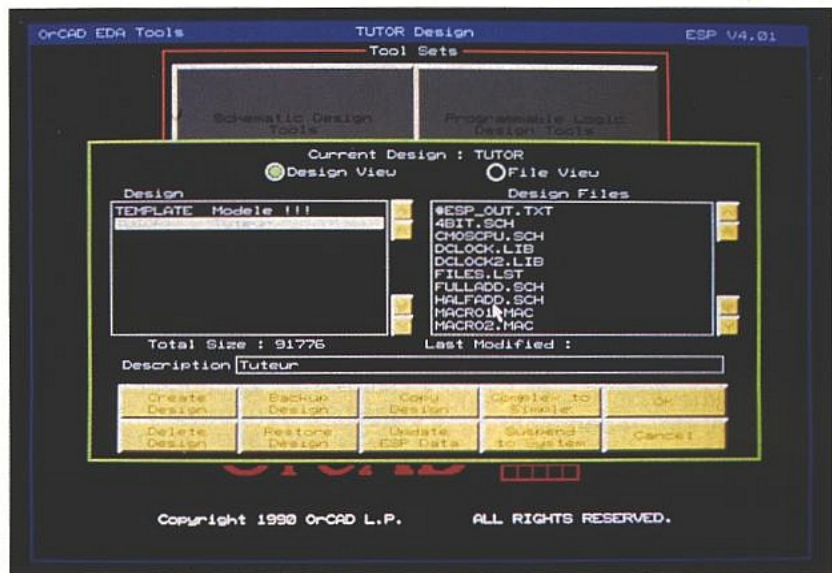 OrCAD EDA Tools TUTOR Design ESP V4.01
Tool Sets
Schematic Design Tools
Programmable Logic Design Tools
Current Design : TUTOR
Design View File View
Design
TEMPLATE Modele !!!
Design Files
#ESP_OUT.TXT
4BIT.SCH
CMOSCPU.SCH
DCLOCK.LIB
DCLOCK2.LIB
FILES.LST
FULLADD.SCH
HALFADD.SCH
MACRO1.MAC
MACRO2.MAC
Total Size : 91776 Last Modified :
Description Tuteur
Create Design
Backup Design
Copy Design
Complex to Simple
OK
Delete Design
Restore Design
Update ESP Data
Suspend to System
Cancel
OrCAD
Copyright 1990 OrCAD L.P. ALL RIGHTS RESERVED.